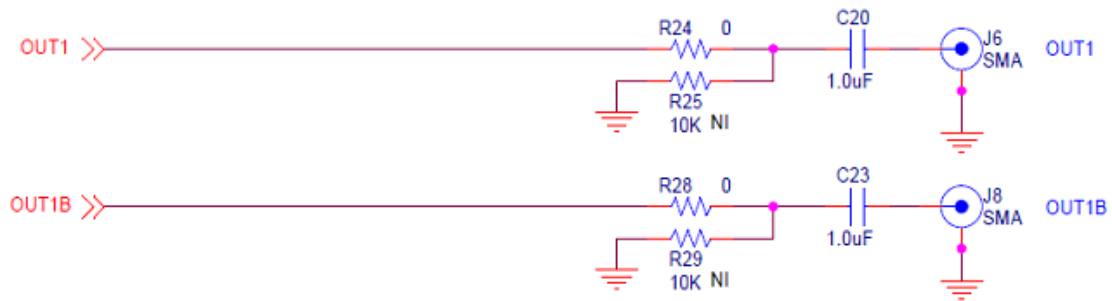 OUT1
R24 0
C20
J6
SMA
OUT1
R25
10K NI
1.0uF
OUT1B
R28 0
C23
J8
SMA
OUT1B
R29
10K NI
1.0uF